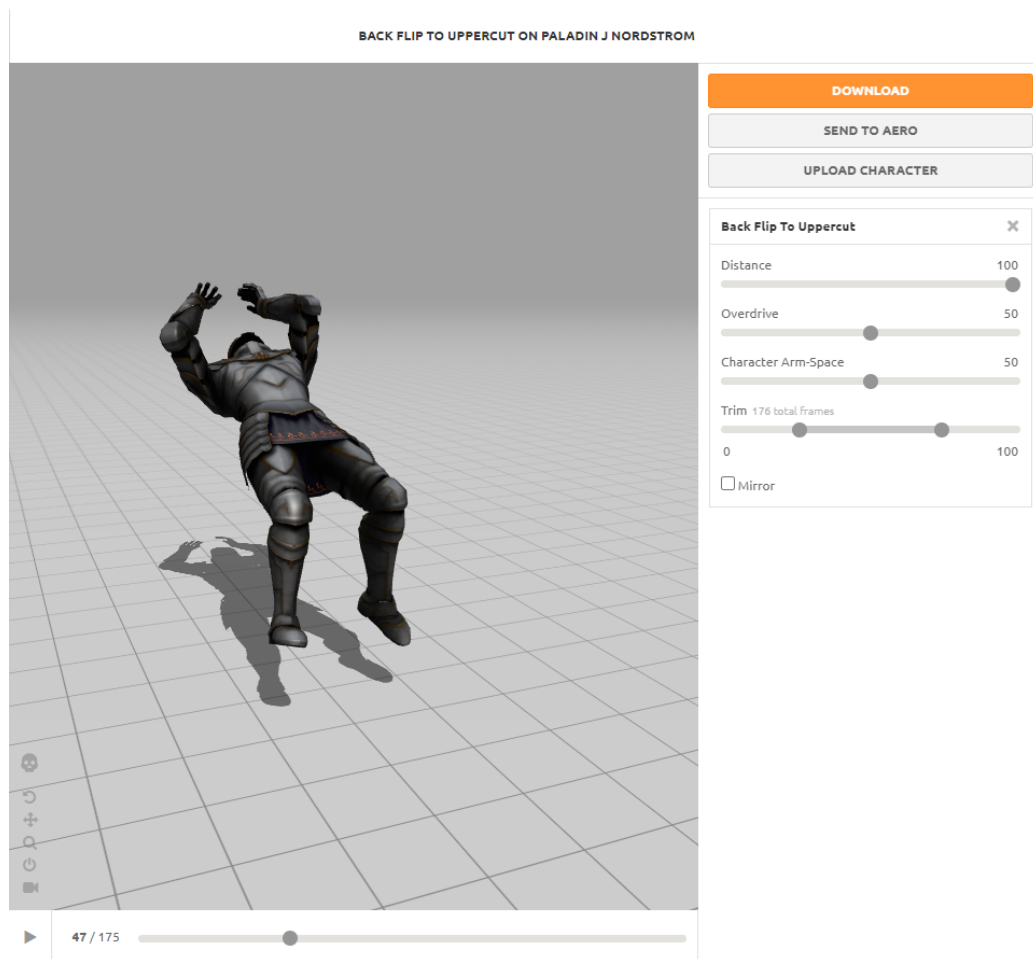 BACK FLIP TO UPPERCUT ON PALADIN J NORDSTROM
DOWNLOAD
SEND TO AERO
UPLOAD CHARACTER
Back Flip To Uppercut
Distance 100
Overdrive 50
Character Arm-Space 50
Trim 176 total frames
0 100
Mirror
47 / 175